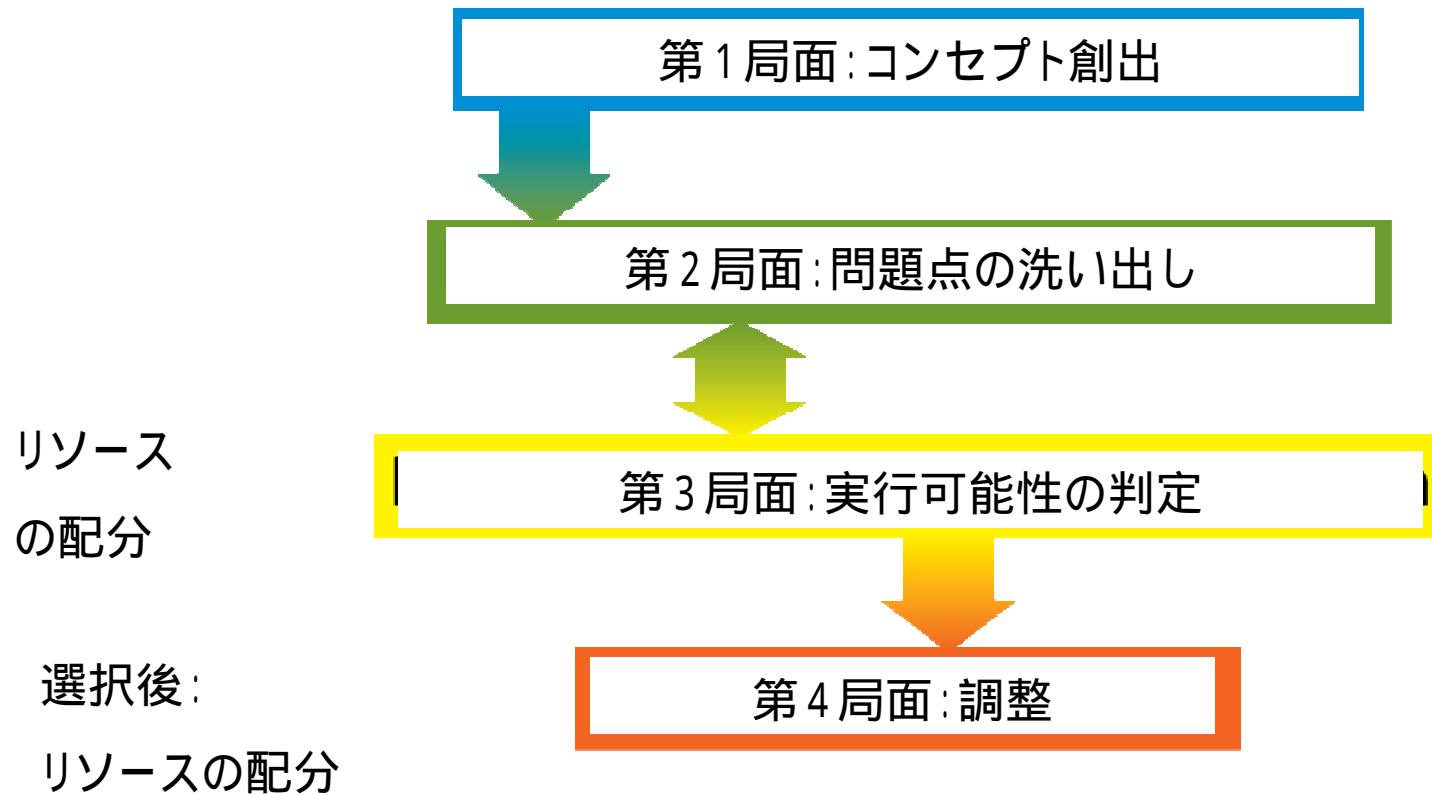 第1局面:コンセプト創出
第2局面:問題点の洗い出し
リソース
の配分
第3局面:実行可能性の判定
選択後:
リソースの配分
第4局面:調整